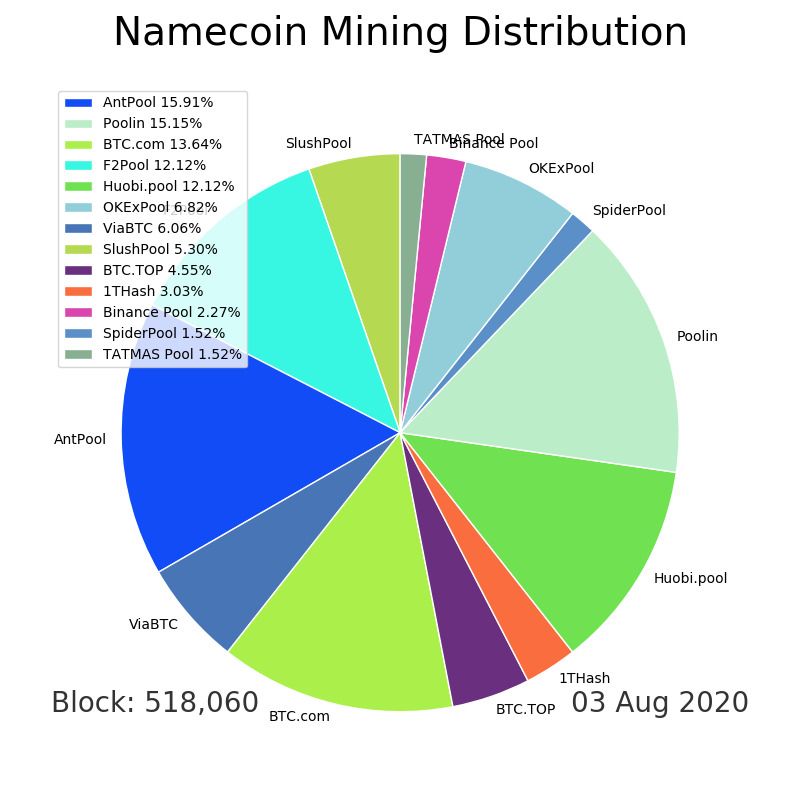 Namecoin Mining Distribution
AntPool 15.91%
Poolin 15.15%
BTC.com 13.64%
F2Pool 12.12%
Huobi.pool 12.12%
OKExPool 6.82%
ViaBTC 6.06%
SlushPool 5.30%
BTC.TOP 4.55%
1THash 3.03%
Binance Pool 2.27%
SpiderPool 1.52%
TATMAS Pool 1.52%
SlushPool
TATMAS Pool
Binance Pool
OKExPool
SpiderPool
F2Pool
Poolin
AntPool
Huobi.pool
ViaBTC
1THash
BTC.TOP
BTC.com
Block: 518,060
03 Aug 2020